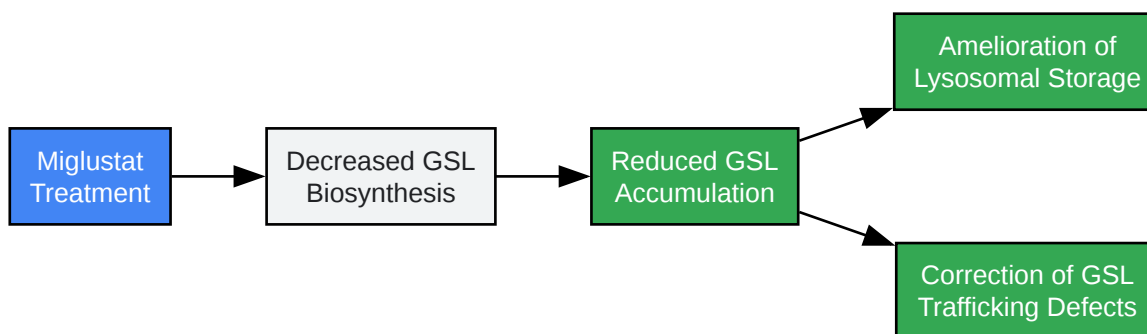 Miglustat
Treatment
Decreased GSL
Biosynthesis
Reduced GSL
Accumulation
Amelioration of
Lysosomal Storage
Correction of GSL
Trafficking Defects